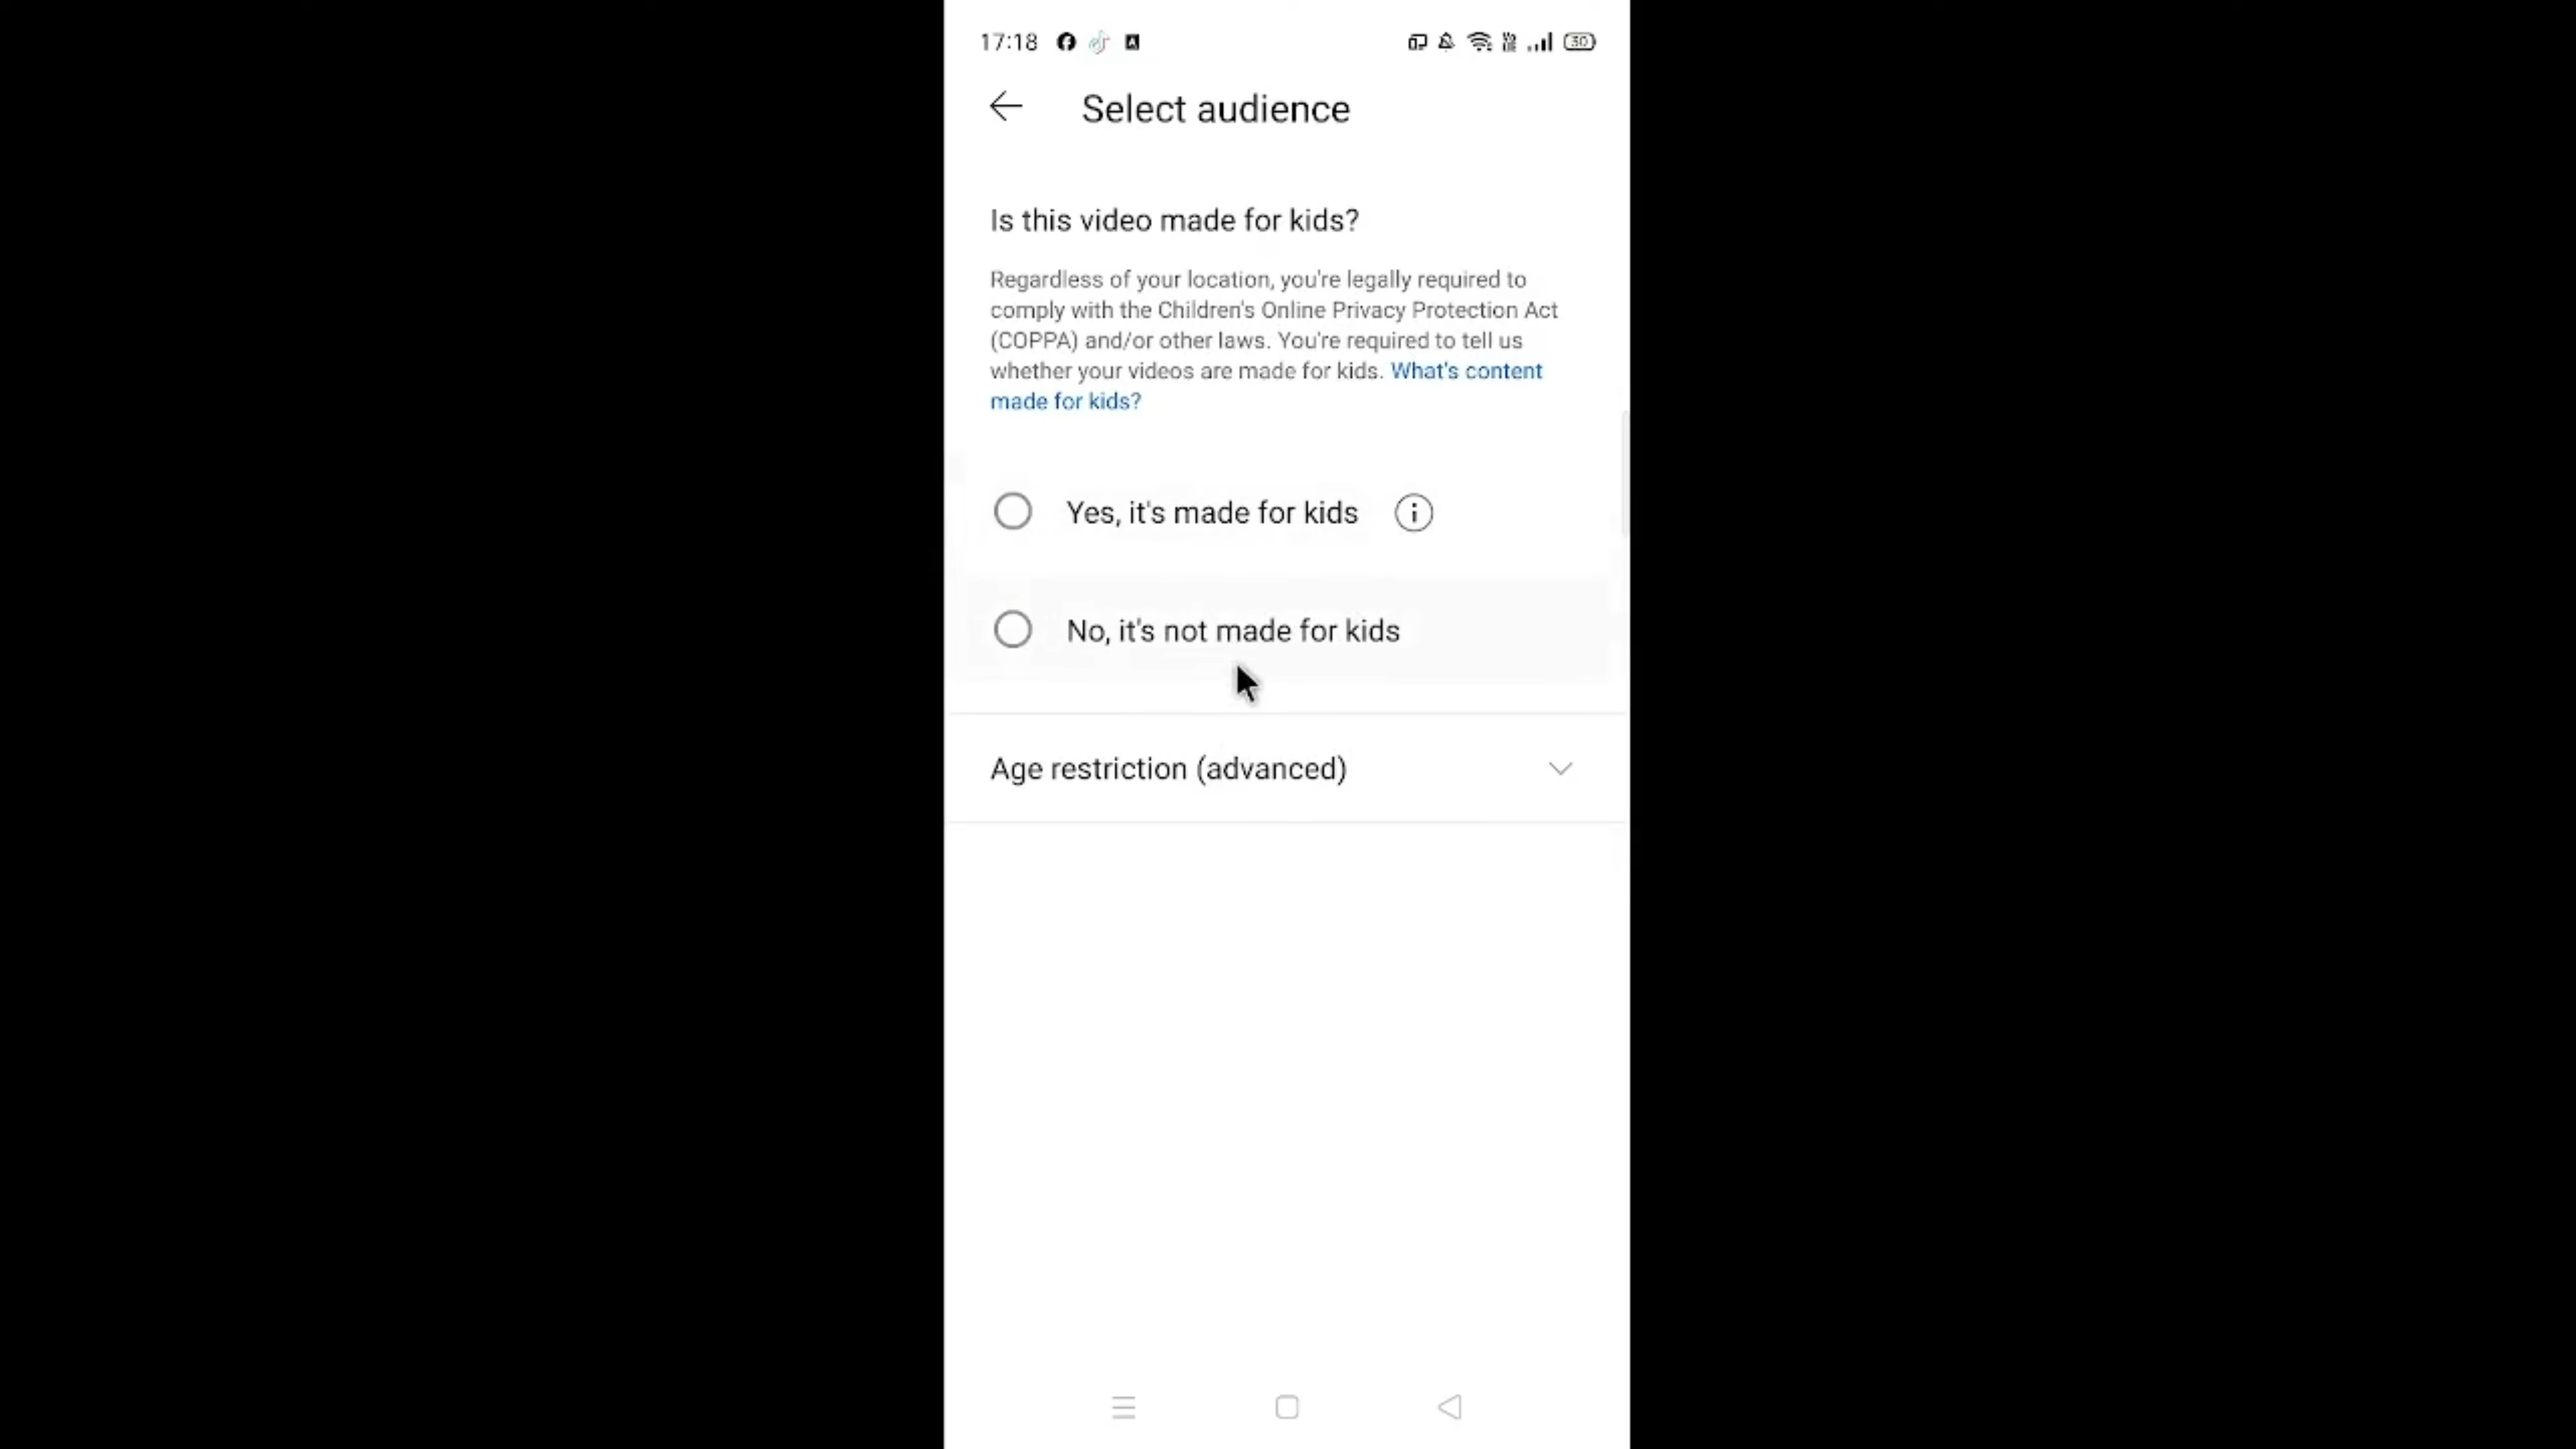 17:18
30
Select audience
Is this video made for kids?
Regardless of your location, you're legally required to
comply with the Children's Online Privacy Protection Act
(COPPA) and/or other laws. You're required to tell us
whether your videos are made for kids. What's content
made for kids?
Yes, it's made for kids
No, it's not made for kids
Age restriction (advanced)